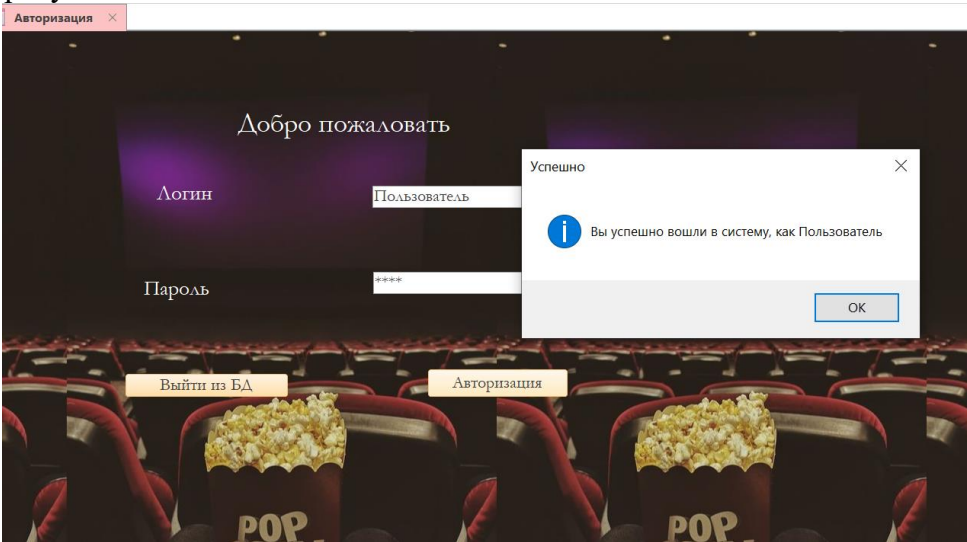 Авторизация
Добро пожаловать
Успешно
Логин
Пользователь
Вы успешно вошли в систему, как Пользователь
Пароль
****
OK
Выйти из БД
Авторизация
POP
POP